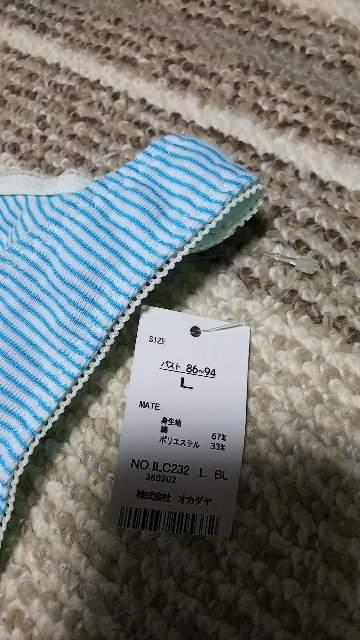 SIZE
バスト 86~94
L
MATE
身生地
綿 67%
ポリエステル 33%
NO.ILC232 L BL
380902
株式会社 オカダヤ